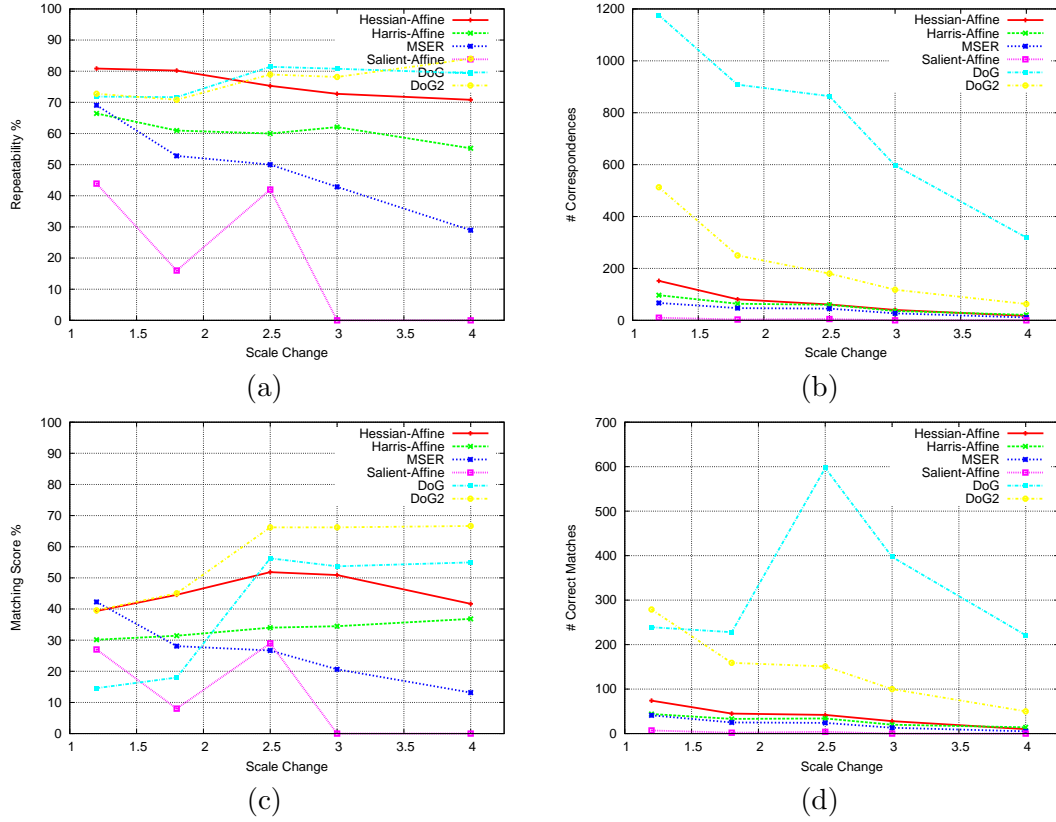 100
90
80
70
60
50
40
30
20
10
0
Repeatability %
1 1.5 2 2.5 3 3.5 4
Scale Change
Hessian-Affine
Harris-Affine
MSER
Salient-Affine
DoG
DoG2
(a)
1200
1000
800
600
400
200
0
# Correspondences
1 1.5 2 2.5 3 3.5 4
Scale Change
Hessian-Affine
Harris-Affine
MSER
Salient-Affine
DoG
DoG2
(b)
100
90
80
70
60
50
40
30
20
10
0
Matching Score %
1 1.5 2 2.5 3 3.5 4
Scale Change
Hessian-Affine
Harris-Affine
MSER
Salient-Affine
DoG
DoG2
(c)
700
600
500
400
300
200
100
0
# Correct Matches
1 1.5 2 2.5 3 3.5 4
Scale Change
Hessian-Affine
Harris-Affine
MSER
Salient-Affine
DoG
DoG2
(d)